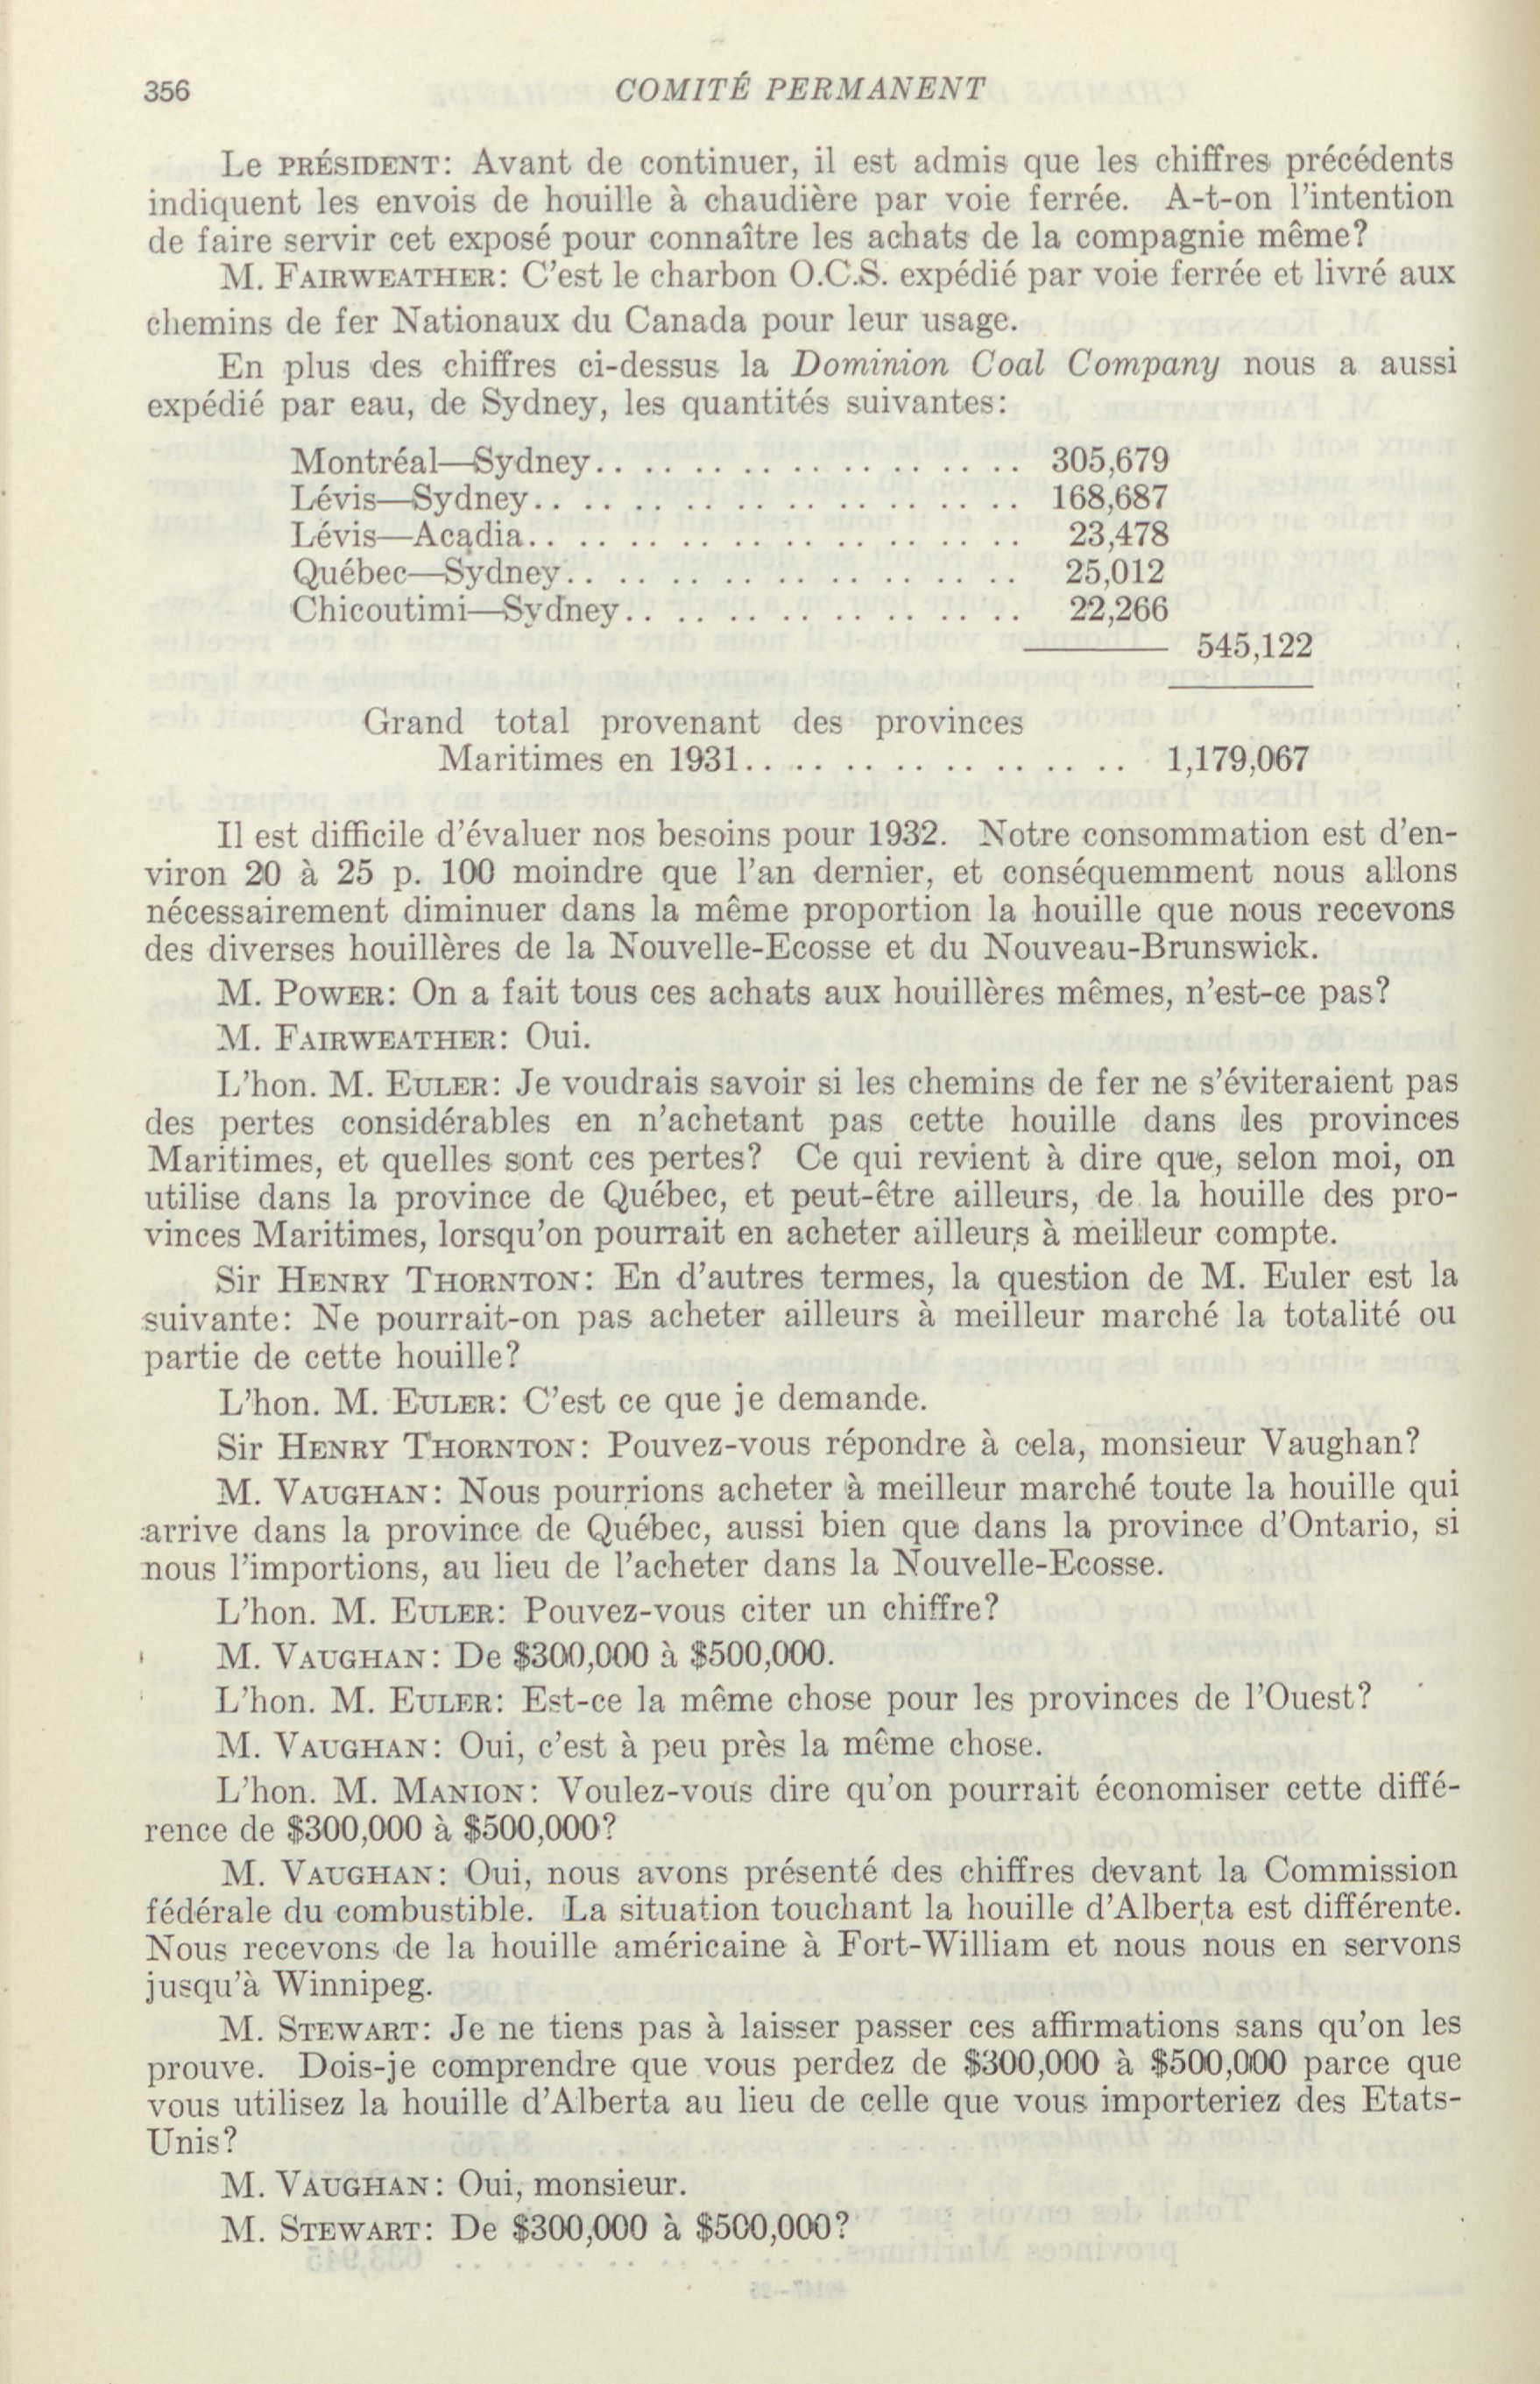 356 COMITÉ PERMANENT
Le PRÉSIDENT: Avant de continuer, il est admis que les chiffres précédents
indiquent les envois de houille à chaudière par voie ferrée. A-t-on l'intention
de faire servir cet exposé pour connaître les achats de la compagnie même?
M. FAIRWEATHER: C'est le charbon O.C.S. expédié par voie ferrée et livré aux
chemins de fer Nationaux du Canada pour leur usage.
En plus des chiffres ci-dessus la Dominion Coal Company nous a aussi
expédié par eau, de Sydney, les quantités suivantes:
Montréal—Sydney.. .. .. .. .. .. .. .. .. 305,679
Lévis—Sydney.. .. .. .. .. .. .. .. .. .. 168,687
Lévis—Acadia.. .. .. .. .. .. .. .. .. .. 23,478
Québec—Sydney.. .. .. .. .. .. .. .. .. .. 25,012
Chicoutimi—Sydney.. .. .. .. .. .. .. .. .. 22,266
545,122
Grand total provenant des provinces
Maritimes en 1931.. .. .. .. .. .. .. .. 1,179,067
Il est difficile d'évaluer nos besoins pour 1932. Notre consommation est d'en-
viron 20 à 25 p. 100 moindre que l'an dernier, et conséquemment nous allons
nécessairement diminuer dans la même proportion la houille que nous recevons
des diverses houillères de la Nouvelle-Ecosse et du Nouveau-Brunswick.
M. POWER: On a fait tous ces achats aux houillères mêmes, n'est-ce pas?
M. FAIRWEATHER: Oui.
L'hon. M. EULER: Je voudrais savoir si les chemins de fer ne s'éviteraient pas
des pertes considérables en n'achetant pas cette houille dans les provinces
Maritimes, et quelles sont ces pertes? Ce qui revient à dire que, selon moi, on
utilise dans la province de Québec, et peut-être ailleurs, de la houille des pro-
vinces Maritimes, lorsqu'on pourrait en acheter ailleurs à meilleur compte.
Sir HENRY THORNTON: En d'autres termes, la question de M. Euler est la
suivante: Ne pourrait-on pas acheter ailleurs à meilleur marché la totalité ou
partie de cette houille?
L'hon. M. EULER: C'est ce que je demande.
Sir HENRY THORNTON: Pouvez-vous répondre à cela, monsieur Vaughan?
M. VAUGHAN: Nous pourrions acheter à meilleur marché toute la houille qui
arrive dans la province de Québec, aussi bien que dans la province d'Ontario, si
nous l'importions, au lieu de l'acheter dans la Nouvelle-Ecosse.
L'hon. M. EULER: Pouvez-vous citer un chiffre?
M. VAUGHAN: De $300,000 à $500,000.
L'hon. M. EULER: Est-ce la même chose pour les provinces de l'Ouest?
M. VAUGHAN: Oui, c'est à peu près la même chose.
L'hon. M. MANION: Voulez-vous dire qu'on pourrait économiser cette diffé-
rence de $300,000 à $500,000?
M. VAUGHAN: Oui, nous avons présenté des chiffres devant la Commission
fédérale du combustible. La situation touchant la houille d'Alberta est différente.
Nous recevons de la houille américaine à Fort-William et nous nous en servons
jusqu'à Winnipeg.
M. STEWART: Je ne tiens pas à laisser passer ces affirmations sans qu'on les
prouve. Dois-je comprendre que vous perdez de $300,000 à $500,000 parce que
vous utilisez la houille d'Alberta au lieu de celle que vous importeriez des Etats-
Unis?
M. VAUGHAN: Oui, monsieur.
M. STEWART: De $300,000 à $500,000?